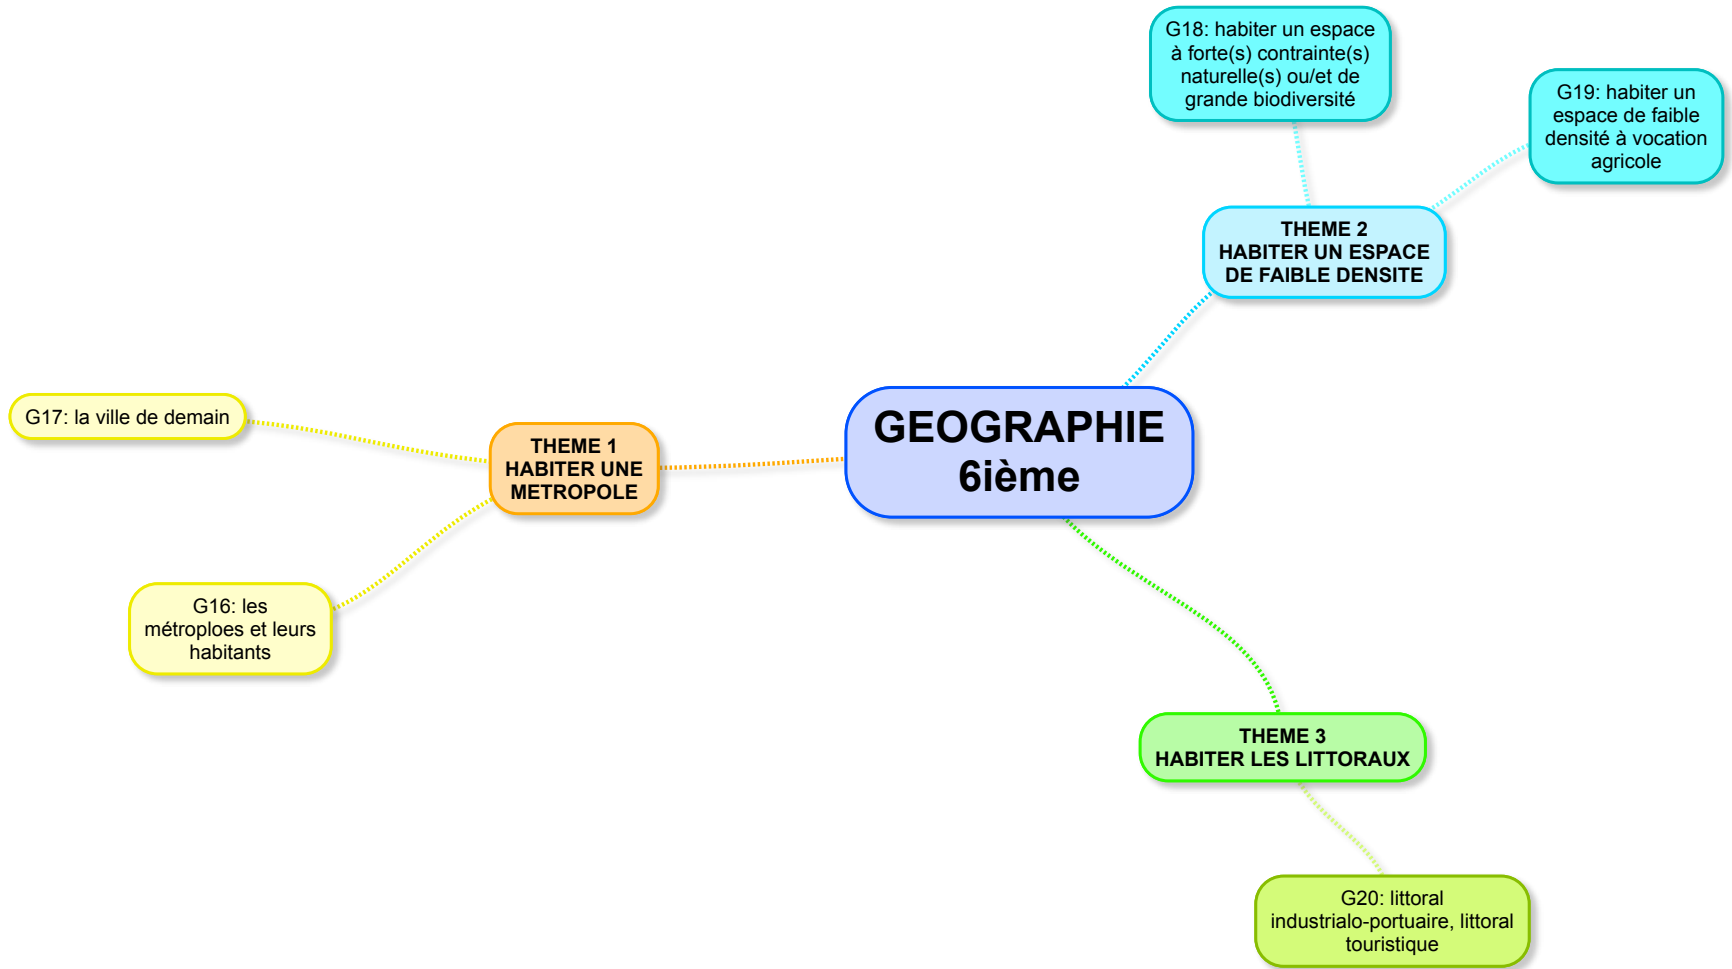 G18: habiter un espace
à forte(s) contrainte(s)
naturelle(s) ou/et de
grande biodiversité
G19: habiter un
espace de faible
densité à vocation
agricole
THEME 2
HABITER UN ESPACE
DE FAIBLE DENSITE
GEOGRAPHIE
6ième
G17: la ville de demain
THEME 1
HABITER UNE
METROPOLE
G16: les
métroploes et leurs
habitants
THEME 3
HABITER LES LITTORAUX
G20: littoral
industrialo-portuaire, littoral
touristique